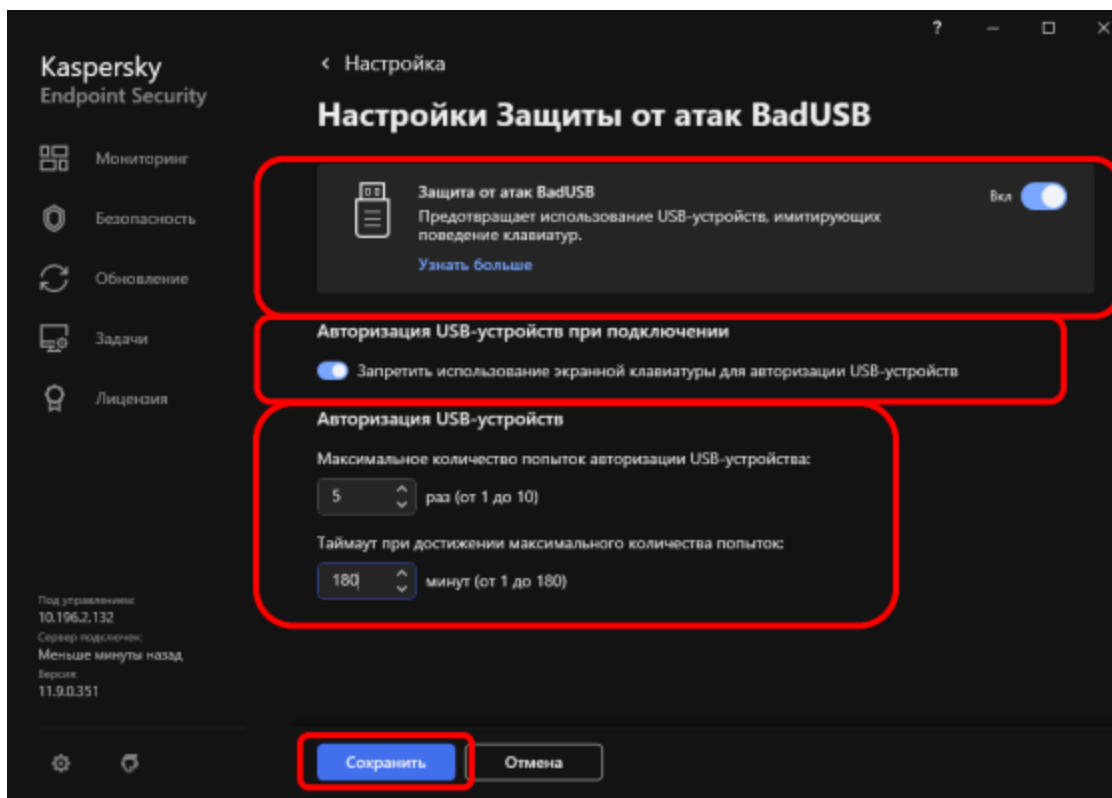 ?
Kaspersky
Endpoint Security
Мониторинг
Безопасность
Обновление
Задачи
Лицензия
Под управлением:
10.196.2.132
Сервер подключен:
Меньше минуты назад
Версия:
11.9.0.351
< Настройка
Настройки Защиты от атак BadUSB
Защита от атак BadUSB
Вкл
Предотвращает использование USB-устройств, имитирующих
поведение клавиатур.
Узнать больше
Авторизация USB-устройств при подключении
Запретить использование экранной клавиатуры для авторизации USB-устройств
Авторизация USB-устройств
Максимальное количество попыток авторизации USB-устройства:
5 раз (от 1 до 10)
Таймаут при достижении максимального количества попыток:
180 минут (от 1 до 180)
Сохранить
Отмена